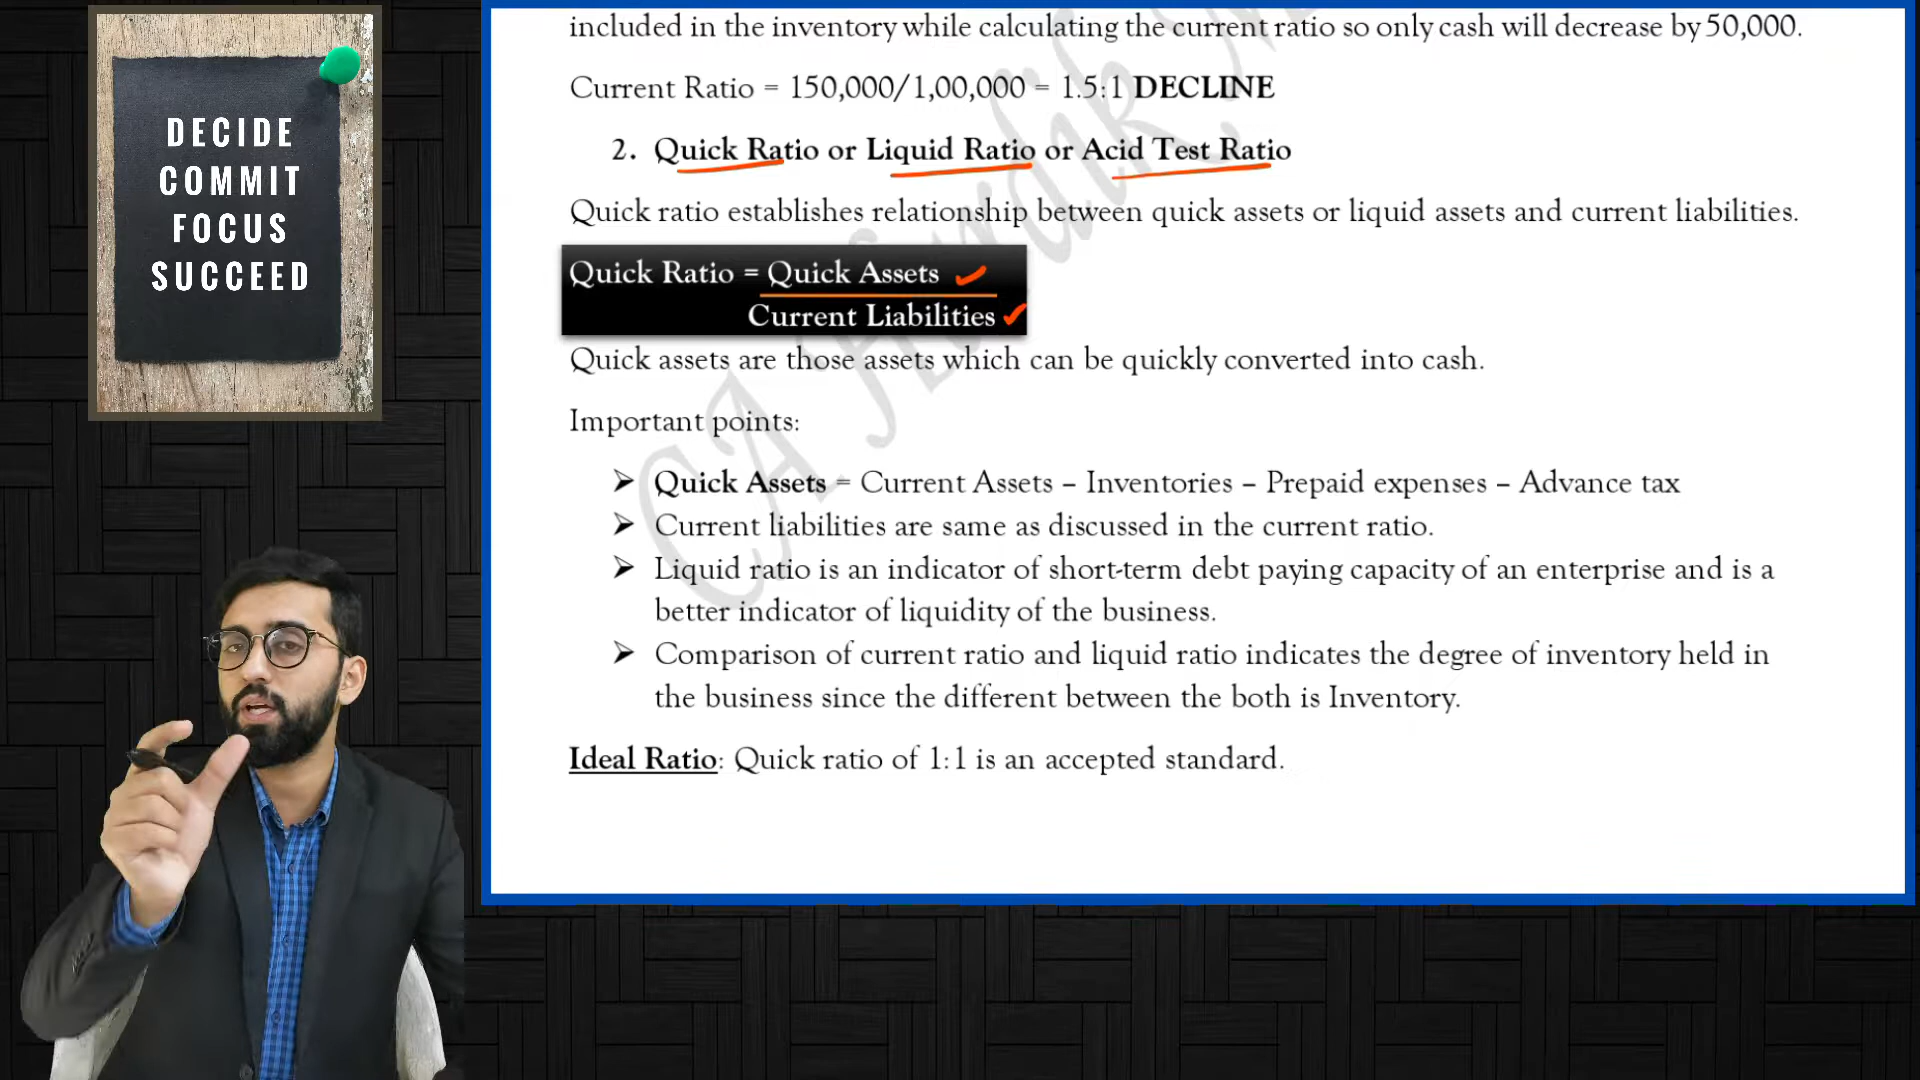 DECIDE
COMMIT
FOCUS
SUCCEED
included in the inventory while calculating the current ratio so only cash will decrease by 50,000.
Current Ratio = 150,000/1,00,000 = 1.5:1 DECLINE
2. Quick Ratio or Liquid Ratio or Acid Test Ratio
Quick ratio establishes relationship between quick assets or liquid assets and current liabilities.
Quick Ratio = Quick Assets
Current Liabilities
Quick assets are those assets which can be quickly converted into cash.
Important points:
➤ Quick Assets = Current Assets – Inventories – Prepaid expenses – Advance tax
➤ Current liabilities are same as discussed in the current ratio.
➤ Liquid ratio is an indicator of short-term debt paying capacity of an enterprise and is a
better indicator of liquidity of the business.
➤ Comparison of current ratio and liquid ratio indicates the degree of inventory held in
the business since the different between the both is Inventory.
Ideal Ratio: Quick ratio of 1:1 is an accepted standard.
CA